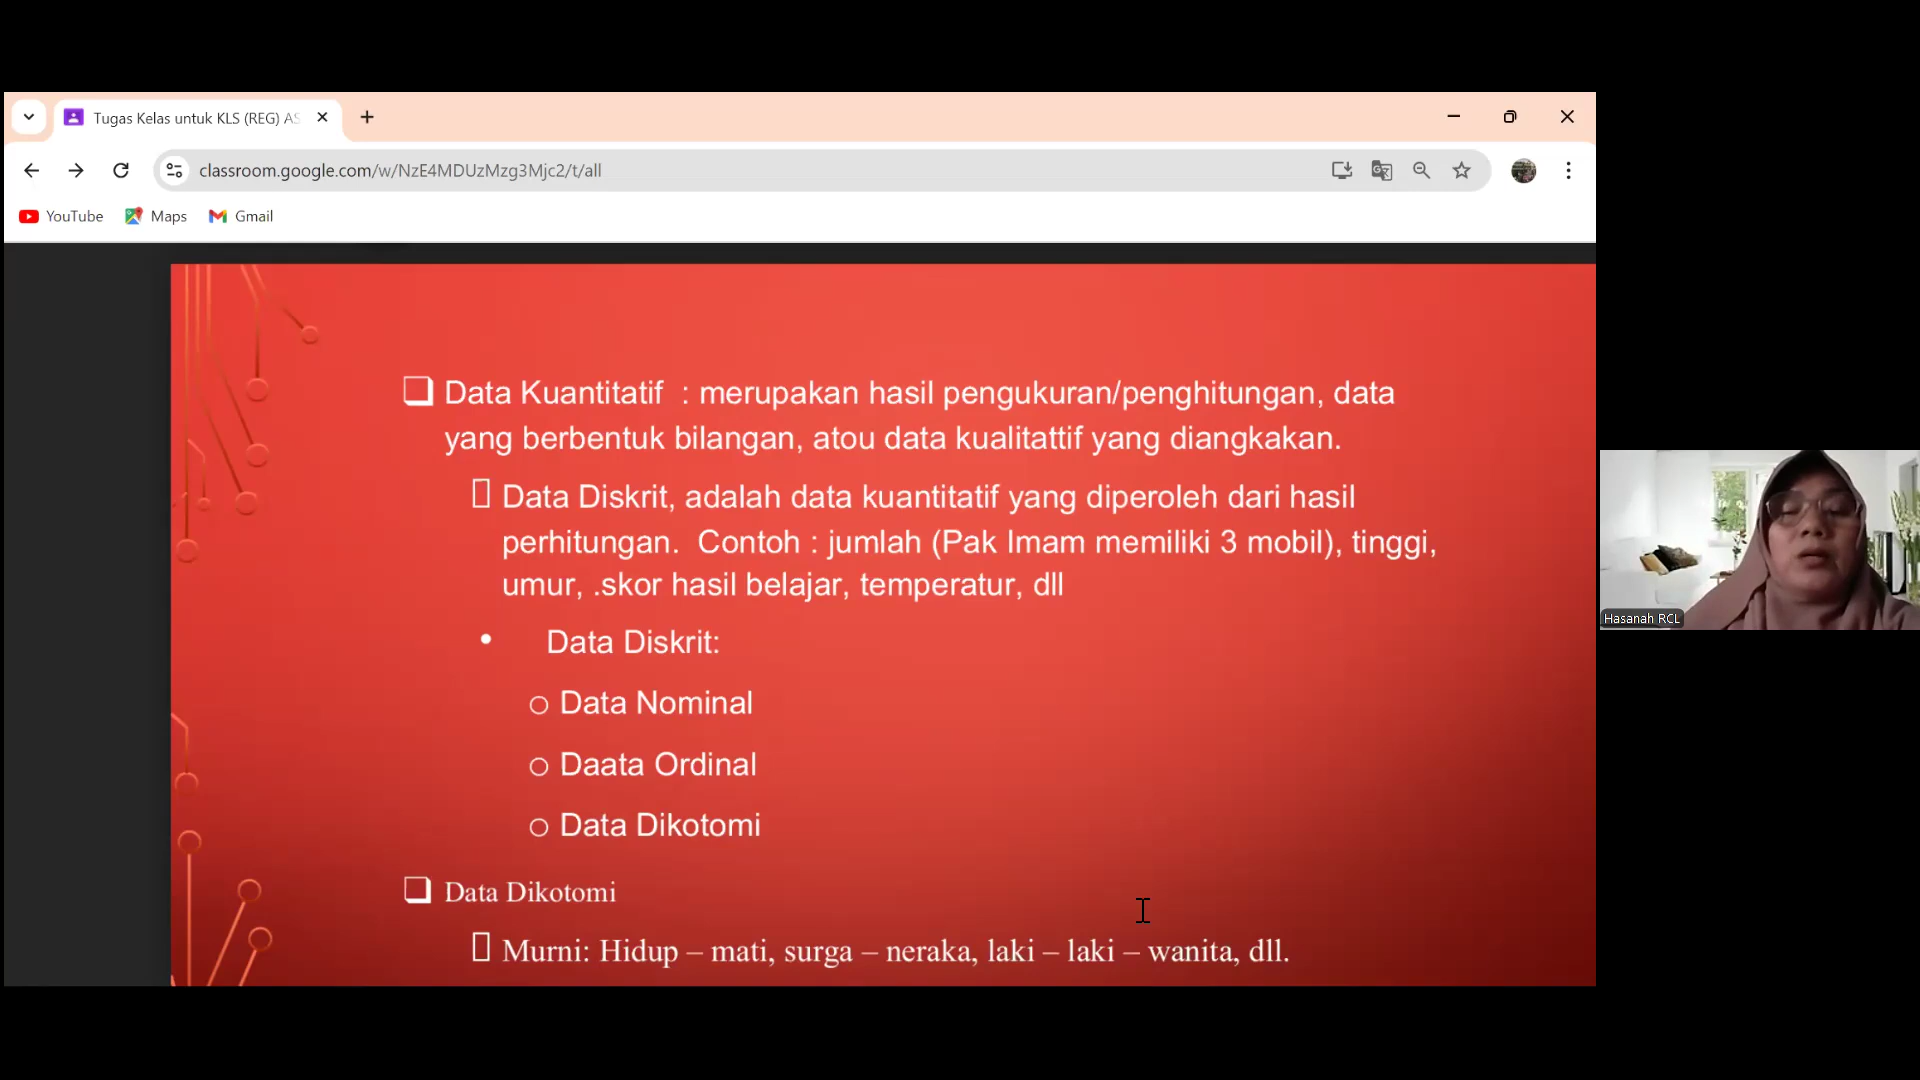 Tugas Kelas untuk KLS (REG) AS
classroom.google.com/w/NzE4MDUzMzg3Mjc2/t/all
YouTube Maps Gmail
Data Kuantitatif : merupakan hasil pengukuran/penghitungan, data
yang berbentuk bilangan, atou data kualitattif yang diangkakan.
Data Diskrit, adalah data kuantitatif yang diperoleh dari hasil
perhitungan. Contoh : jumlah (Pak Imam memiliki 3 mobil), tinggi,
umur, .skor hasil belajar, temperatur, dll
• Data Diskrit:
o Data Nominal
o Daata Ordinal
o Data Dikotomi
Data Dikotomi
Murni: Hidup – mati, surga – neraka, laki – laki – wanita, dll.
Hasanah RCL